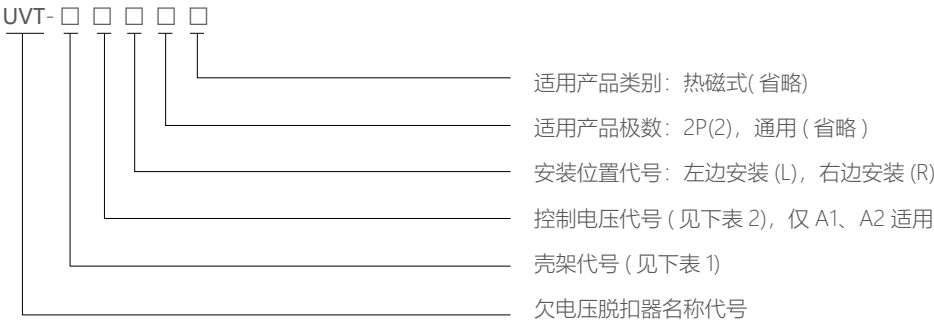 UVT-□ □ □ □ □
适用产品类别：热磁式( 省略)
适用产品极数：2P(2)，通用 ( 省略 )
安装位置代号：左边安装 (L)，右边安装 (R)
控制电压代号 ( 见下表 2)，仅 A1、A2 适用
壳架代号 ( 见下表 1)
欠电压脱扣器名称代号